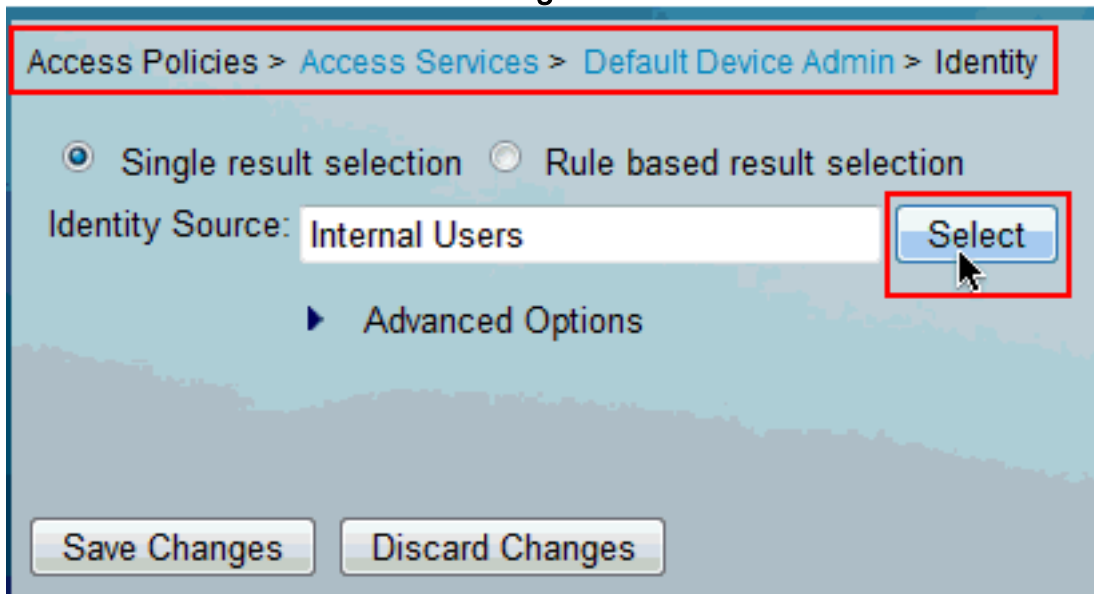 Access Policies > Access Services > Default Device Admin > Identity
Single result selection Rule based result selection
Identity Source: Internal Users Select
Advanced Options
Save Changes Discard Changes